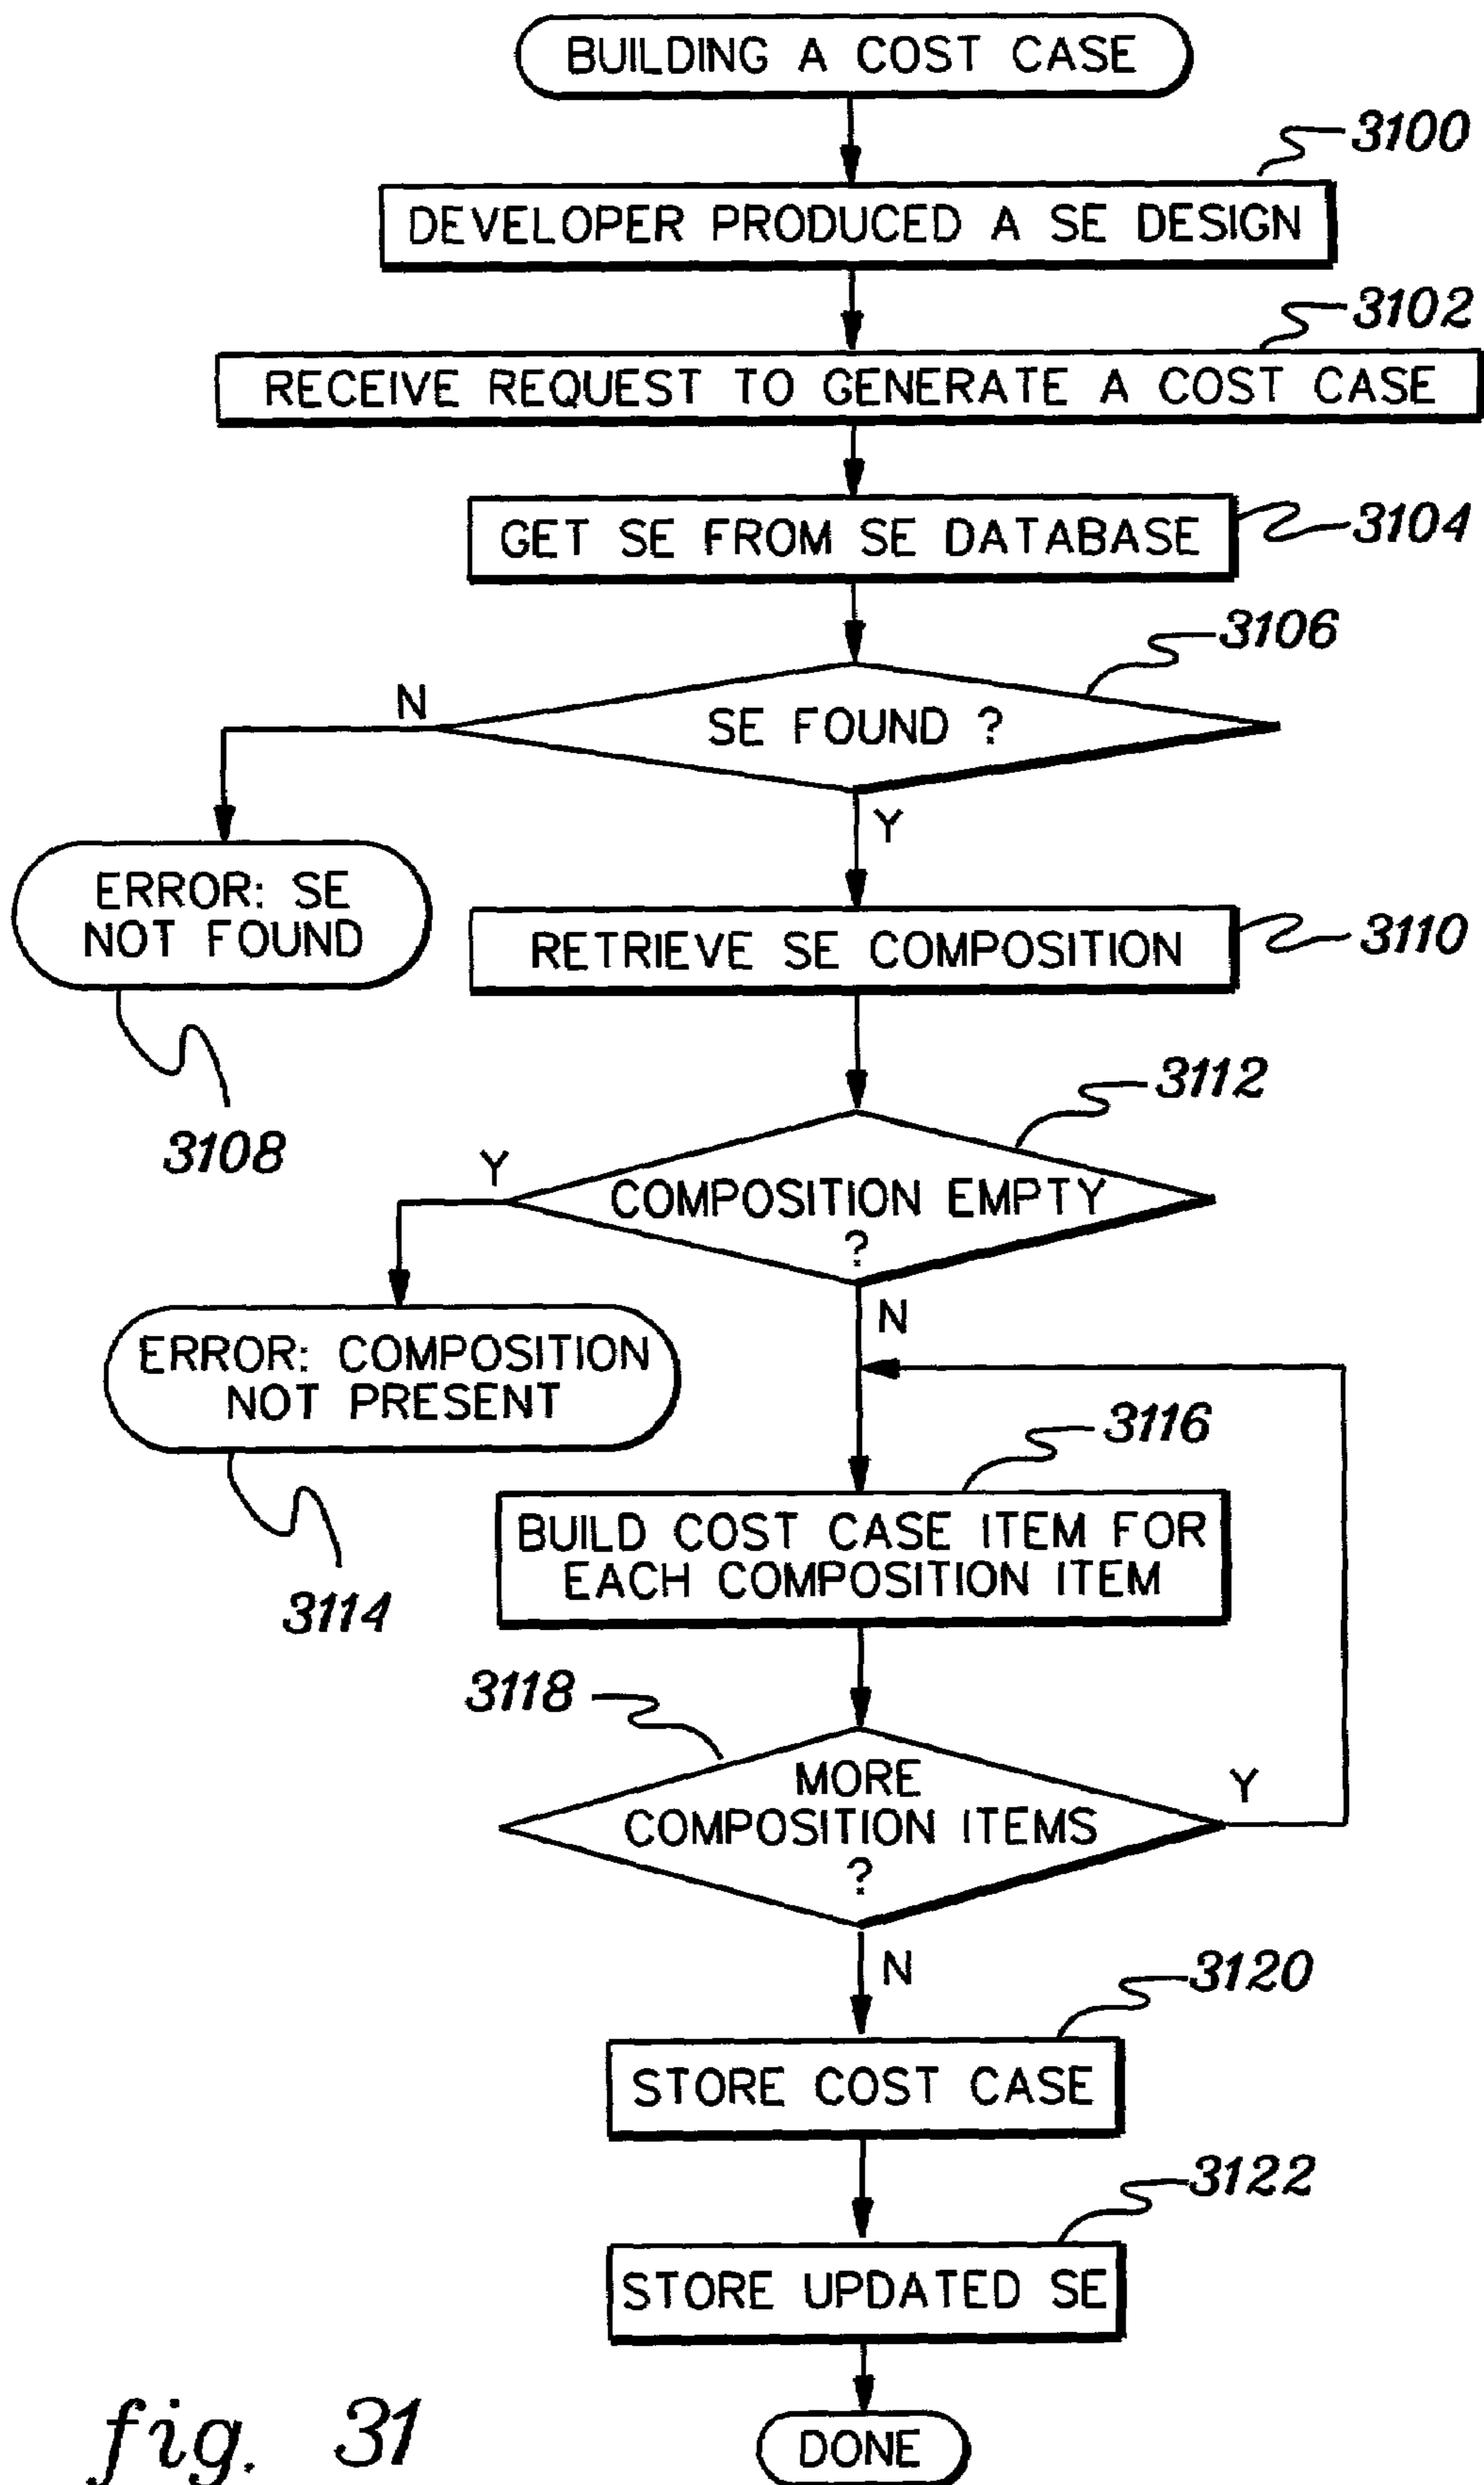 BUILDING A COST CASE
3100
DEVELOPER PRODUCED A SE DESIGN
3102
RECEIVE REQUEST TO GENERATE A COST CASE
GET SE FROM SE DATABASE
3104
3106
N
SE FOUND ?
Y
ERROR: SE
NOT FOUND
3108
RETRIEVE SE COMPOSITION
3110
3112
Y
COMPOSITION EMPTY
?
N
ERROR: COMPOSITION
NOT PRESENT
3114
3116
BUILD COST CASE ITEM FOR
EACH COMPOSITION ITEM
3118
MORE
COMPOSITION ITEMS
?
Y
N
3120
STORE COST CASE
3122
STORE UPDATED SE
DONE
fig. 31